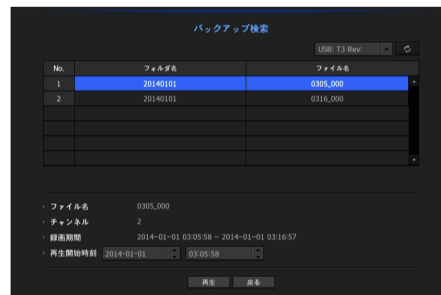 バックアップ検索
USB: T3 Rev:
No. フォルダ名 ファイル名
1 20140101 0305_000
2 20140101 0316_000
・ファイル名 0305_000
・チャンネル 2
・録画期間 2014-01-01 03:05:58 ~ 2014-01-01 03:16:57
・再生開始時刻 2014-01-01 03:05:58
再生 戻る